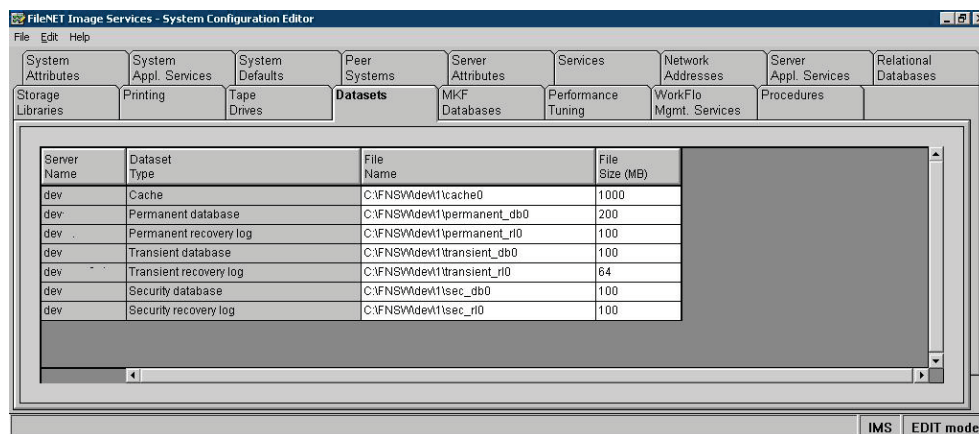 FileNET Image Services - System Configuration Editor
File Edit Help
System Attributes
System Appl. Services
System Defaults
Peer Systems
Server Attributes
Services
Network Addresses
Server Appl. Services
Relational Databases
Storage Libraries
Printing
Tape Drives
Datasets
MKF Databases
Performance Tuning
WorkFlo Mgmt. Services
Procedures
Server Name Dataset Type File Name File Size (MB)
dev Cache C:\FNSW\dev\1\cache0 1000
dev Permanent database C:\FNSW\dev\1\permanent_db0 200
dev Permanent recovery log C:\FNSW\dev\1\permanent_rl0 100
dev Transient database C:\FNSW\dev\1\transient_db0 100
dev Transient recovery log C:\FNSW\dev\1\transient_rl0 64
dev Security database C:\FNSW\dev\1\sec_db0 100
dev Security recovery log C:\FNSW\dev\1\sec_rl0 100
IMS EDIT mode